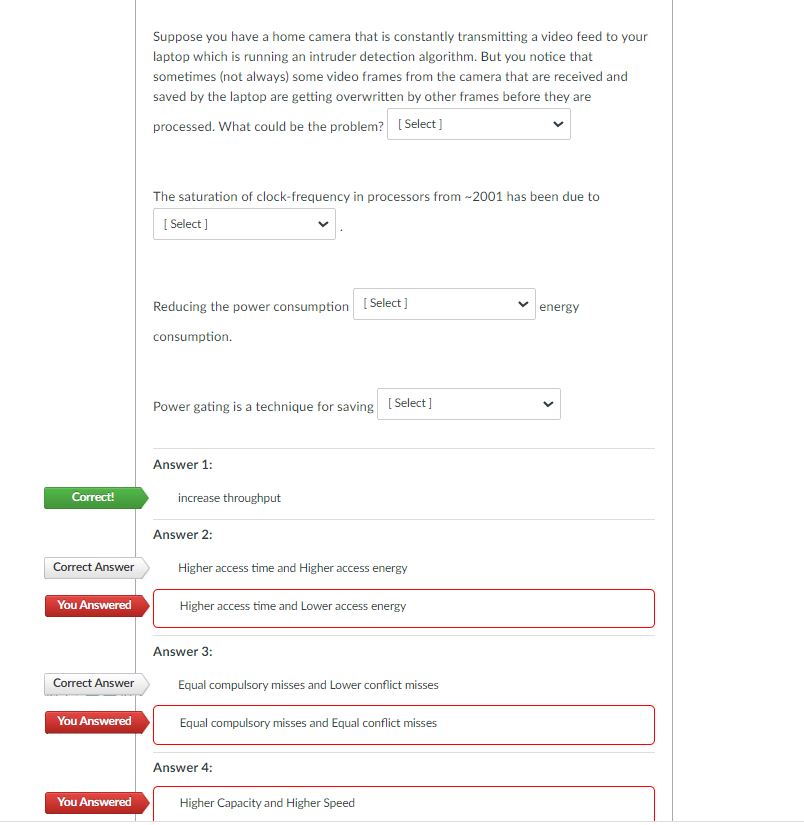 Suppose you have a home camera that is constantly transmitting a video feed to your
laptop which is running an intruder detection algorithm. But you notice that
sometimes (not always) some video frames from the camera that are received and
saved by the laptop are getting overwritten by other frames before they are
processed. What could be the problem? [ Select ]
The saturation of clock-frequency in processors from ~2001 has been due to
[ Select ] .
Reducing the power consumption [ Select ] energy
consumption.
Power gating is a technique for saving [ Select ]
Answer 1:
Correct! increase throughput
Answer 2:
Correct Answer Higher access time and Higher access energy
You Answered Higher access time and Lower access energy
Answer 3:
Correct Answer Equal compulsory misses and Lower conflict misses
You Answered Equal compulsory misses and Equal conflict misses
Answer 4:
You Answered Higher Capacity and Higher Speed